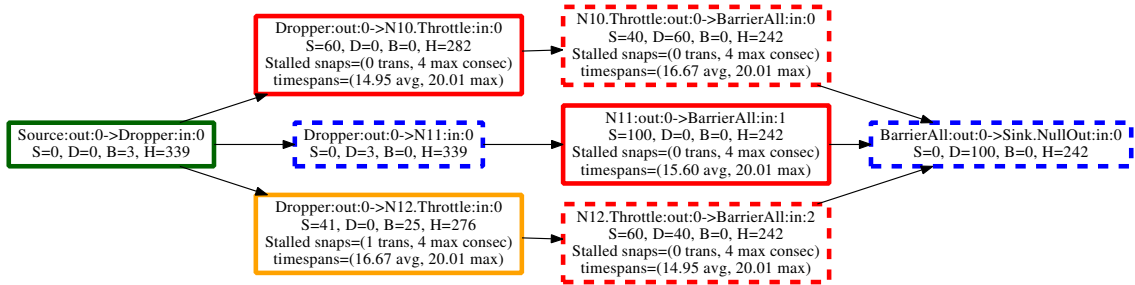 Source:out:0->Dropper:in:0
S=0, D=0, B=3, H=339
Dropper:out:0->N10.Throttle:in:0
S=60, D=0, B=0, H=282
Stalled snaps=(0 trans, 4 max consec)
timespans=(14.95 avg, 20.01 max)
Dropper:out:0->N11:in:0
S=0, D=3, B=0, H=339
Dropper:out:0->N12.Throttle:in:0
S=41, D=0, B=25, H=276
Stalled snaps=(1 trans, 4 max consec)
timespans=(16.67 avg, 20.01 max)
N10.Throttle:out:0->BarrierAll:in:0
S=40, D=60, B=0, H=242
Stalled snaps=(0 trans, 4 max consec)
timespans=(16.67 avg, 20.01 max)
N11:out:0->BarrierAll:in:1
S=100, D=0, B=0, H=242
Stalled snaps=(0 trans, 4 max consec)
timespans=(15.60 avg, 20.01 max)
N12.Throttle:out:0->BarrierAll:in:2
S=60, D=40, B=0, H=242
Stalled snaps=(0 trans, 4 max consec)
timespans=(14.95 avg, 20.01 max)
BarrierAll:out:0->Sink.NullOut:in:0
S=0, D=100, B=0, H=242